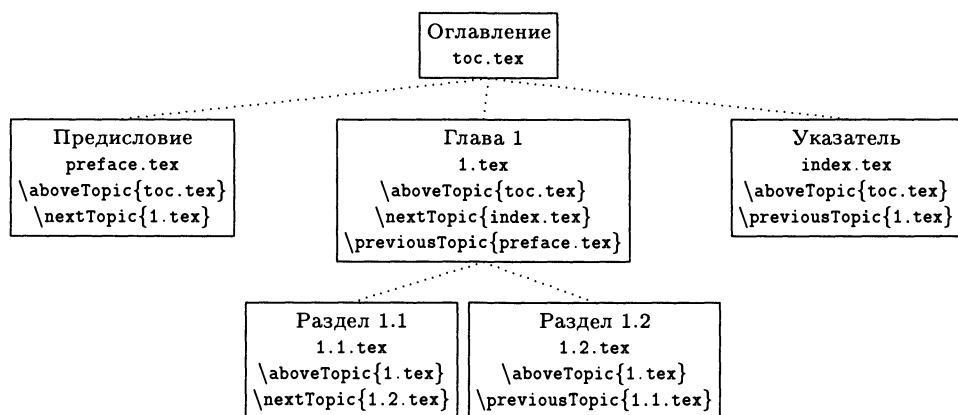 Оглавление
toc.tex
Предисловие
preface.tex
\aboveTopic{toc.tex}
\nextTopic{1.tex}
Глава 1
1.tex
\aboveTopic{toc.tex}
\nextTopic{index.tex}
\previousTopic{preface.tex}
Указатель
index.tex
\aboveTopic{toc.tex}
\previousTopic{1.tex}
Раздел 1.1
1.1.tex
\aboveTopic{1.tex}
\nextTopic{1.2.tex}
Раздел 1.2
1.2.tex
\aboveTopic{1.tex}
\previousTopic{1.1.tex}